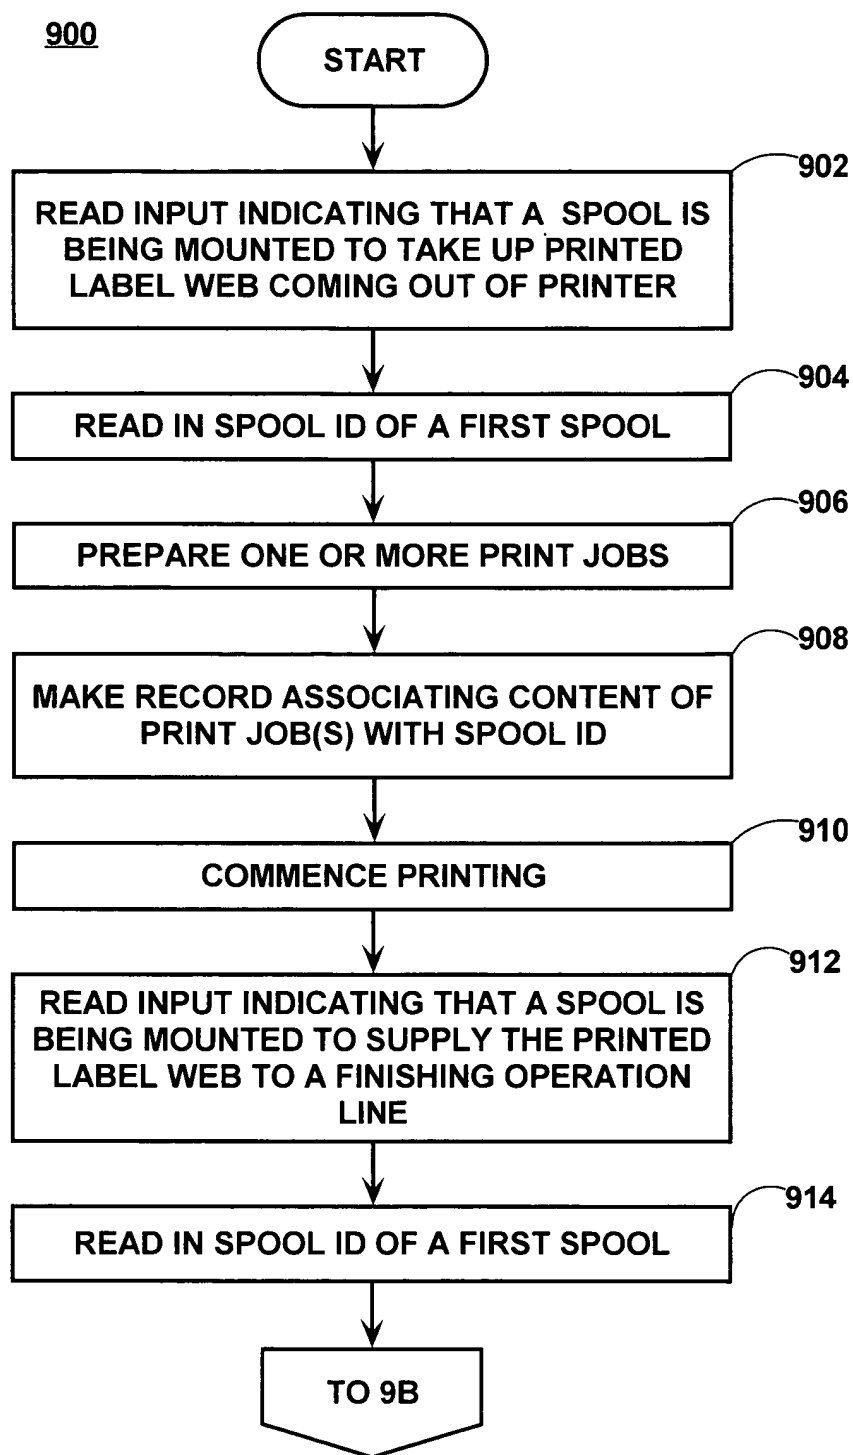 900
START
902
READ INPUT INDICATING THAT A SPOOL IS
BEING MOUNTED TO TAKE UP PRINTED
LABEL WEB COMING OUT OF PRINTER
904
READ IN SPOOL ID OF A FIRST SPOOL
906
PREPARE ONE OR MORE PRINT JOBS
908
MAKE RECORD ASSOCIATING CONTENT OF
PRINT JOB(S) WITH SPOOL ID
910
COMMENCE PRINTING
912
READ INPUT INDICATING THAT A SPOOL IS
BEING MOUNTED TO SUPPLY THE PRINTED
LABEL WEB TO A FINISHING OPERATION
LINE
914
READ IN SPOOL ID OF A FIRST SPOOL
TO 9B